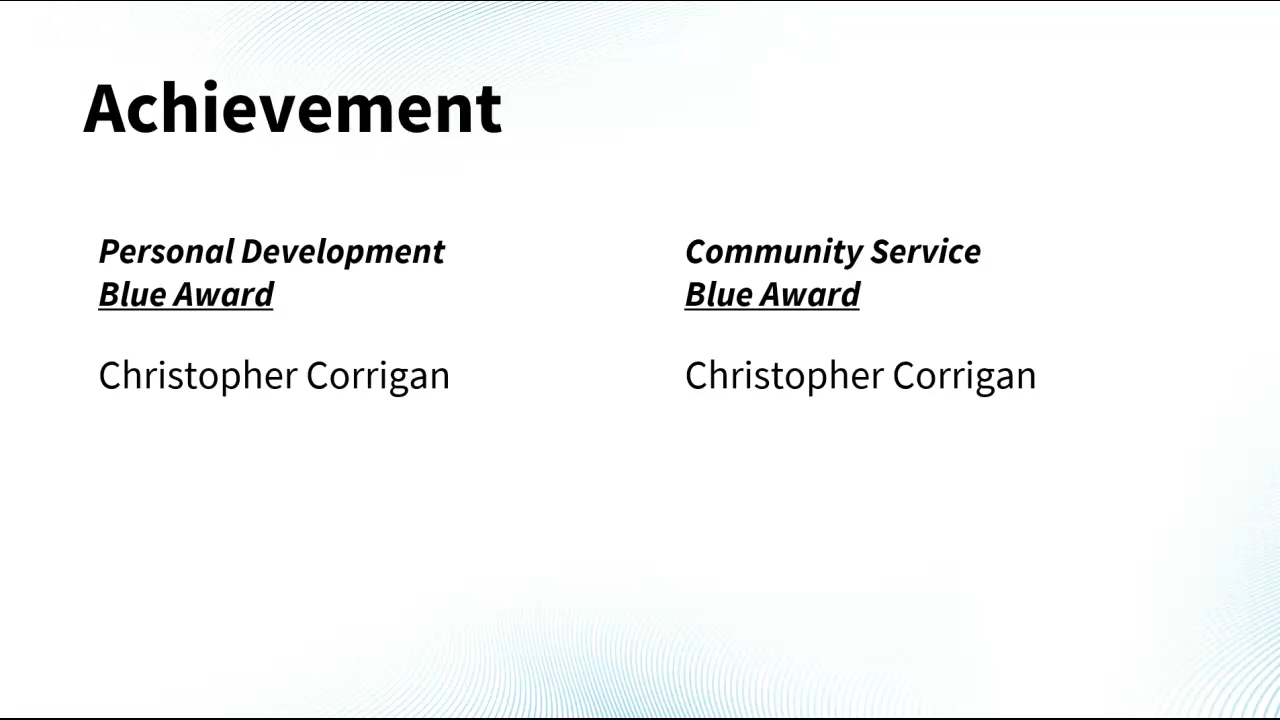 Achievement
Personal Development
Blue Award
Christopher Corrigan
Community Service
Blue Award
Christopher Corrigan